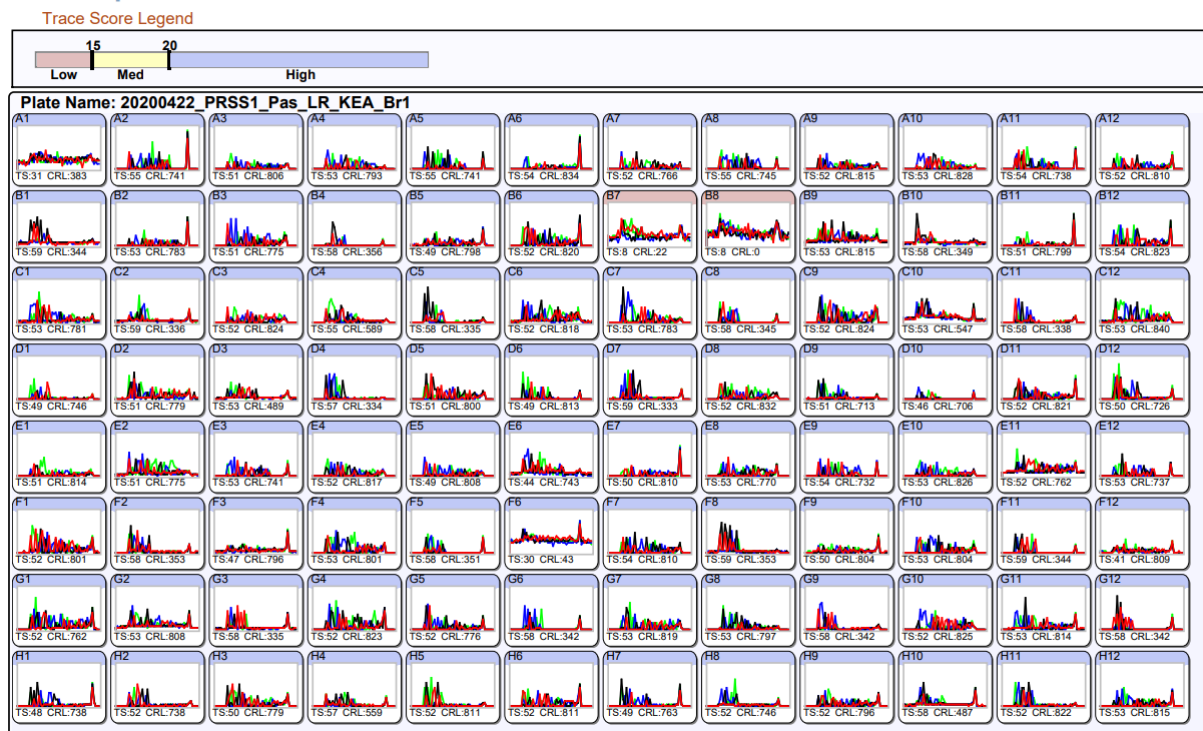 Trace Score Legend
15 20
Low Med High
Plate Name: 20200422_PRSS1_Pas_LR_KEA_Br1
A1 A2 A3 A4 A5 A6 A7 A8 A9 A10 A11 A12
TS:31 CRL:383 TS:55 CRL:741 TS:51 CRL:806 TS:53 CRL:793 TS:55 CRL:741 TS:54 CRL:834 TS:52 CRL:766 TS:55 CRL:745 TS:52 CRL:815 TS:53 CRL:828 TS:54 CRL:738 TS:52 CRL:810
B1 B2 B3 B4 B5 B6 B7 B8 B9 B10 B11 B12
TS:59 CRL:344 TS:53 CRL:783 TS:51 CRL:775 TS:58 CRL:356 TS:49 CRL:798 TS:52 CRL:820 TS:8 CRL:22 TS:8 CRL:0 TS:53 CRL:815 TS:58 CRL:349 TS:51 CRL:799 TS:54 CRL:823
C1 C2 C3 C4 C5 C6 C7 C8 C9 C10 C11 C12
TS:53 CRL:781 TS:59 CRL:336 TS:52 CRL:824 TS:55 CRL:589 TS:58 CRL:335 TS:52 CRL:818 TS:53 CRL:783 TS:58 CRL:345 TS:52 CRL:824 TS:53 CRL:547 TS:58 CRL:338 TS:53 CRL:840
D1 D2 D3 D4 D5 D6 D7 D8 D9 D10 D11 D12
TS:49 CRL:746 TS:51 CRL:779 TS:53 CRL:489 TS:57 CRL:334 TS:51 CRL:800 TS:49 CRL:813 TS:59 CRL:333 TS:52 CRL:832 TS:51 CRL:713 TS:46 CRL:706 TS:52 CRL:821 TS:50 CRL:726
E1 E2 E3 E4 E5 E6 E7 E8 E9 E10 E11 E12
TS:51 CRL:814 TS:51 CRL:775 TS:53 CRL:741 TS:52 CRL:817 TS:49 CRL:808 TS:44 CRL:743 TS:50 CRL:810 TS:53 CRL:770 TS:54 CRL:732 TS:53 CRL:826 TS:52 CRL:762 TS:53 CRL:737
F1 F2 F3 F4 F5 F6 F7 F8 F9 F10 F11 F12
TS:52 CRL:801 TS:58 CRL:353 TS:47 CRL:796 TS:53 CRL:801 TS:58 CRL:351 TS:30 CRL:43 TS:54 CRL:810 TS:59 CRL:353 TS:50 CRL:804 TS:53 CRL:804 TS:59 CRL:344 TS:41 CRL:809
G1 G2 G3 G4 G5 G6 G7 G8 G9 G10 G11 G12
TS:52 CRL:762 TS:53 CRL:808 TS:58 CRL:335 TS:52 CRL:823 TS:52 CRL:776 TS:58 CRL:342 TS:53 CRL:819 TS:53 CRL:797 TS:58 CRL:342 TS:52 CRL:825 TS:53 CRL:814 TS:58 CRL:342
H1 H2 H3 H4 H5 H6 H7 H8 H9 H10 H11 H12
TS:48 CRL:738 TS:52 CRL:738 TS:50 CRL:779 TS:57 CRL:559 TS:52 CRL:811 TS:52 CRL:811 TS:49 CRL:763 TS:52 CRL:746 TS:52 CRL:796 TS:58 CRL:487 TS:52 CRL:822 TS:53 CRL:815